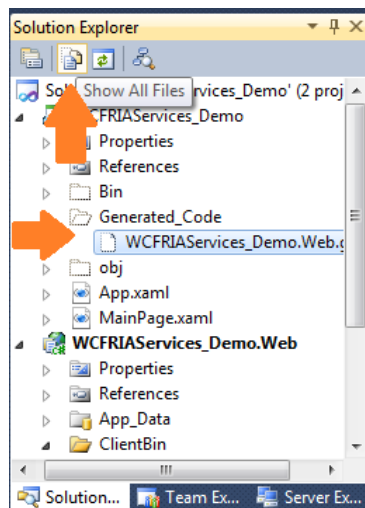 Solution Explorer
Sol Show All Files rvices_Demo' (2 proj
CFRIAServices_Demo
Properties
References
Bin
Generated_Code
WCFRIAServices_Demo.Web.g
obj
App.xaml
MainPage.xaml
WCFRIAServices_Demo.Web
Properties
References
App_Data
ClientBin
Solution... Team Ex... Server Ex...